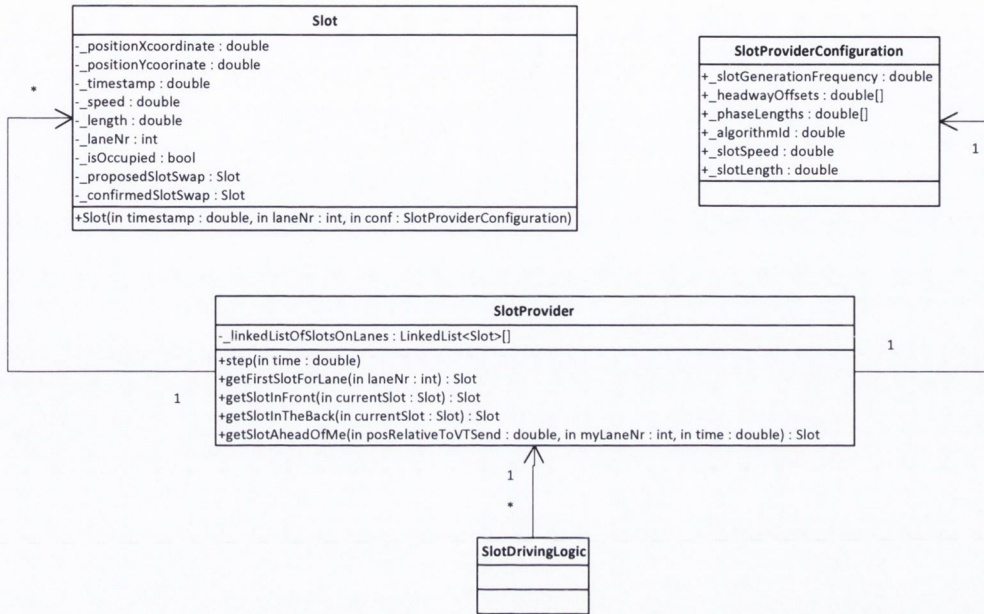 Slot
-_positionXcoordinate : double
-_positionYcoorinate : double
-_timestamp : double
-_speed : double
-_length : double
-_laneNr : int
-_isOccupied : bool
-_proposedSlotSwap : Slot
-_confirmedSlotSwap : Slot
+Slot(in timestamp : double, in laneNr : int, in conf : SlotProviderConfiguration)
*
SlotProviderConfiguration
+_slotGenerationFrequency : double
+_headwayOffsets : double[]
+_phaseLengths : double[]
+_algorithmId : double
+_slotSpeed : double
+_slotLength : double
1
SlotProvider
-_linkedListOfSlotsOnLanes : LinkedList<Slot>[]
+step(in time : double)
+getFirstSlotForLane(in laneNr : int) : Slot
+getSlotInFront(in currentSlot : Slot) : Slot
+getSlotInTheBack(in currentSlot : Slot) : Slot
+getSlotAheadOfMe(in posRelativeToVTSend : double, in myLaneNr : int, in time : double) : Slot
1
1
1
*
SlotDrivingLogic